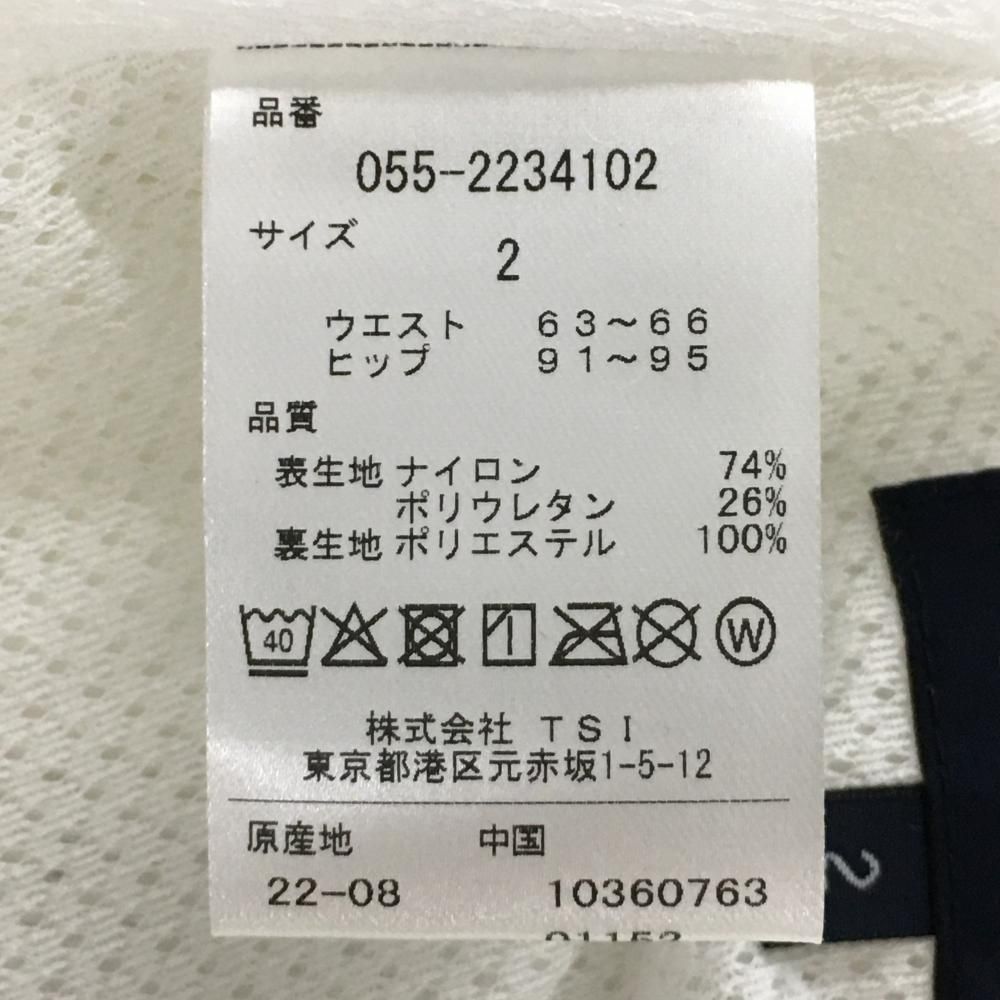 品番
055-2234102
サイズ
2
ウエスト 63～66
ヒップ 91～95
品質
表生地 ナイロン 74%
ポリウレタン 26%
裏生地 ポリエステル 100%
40 W
株式会社 TSI
東京都港区元赤坂1-5-12
原産地 中国
22-08 10360763
2